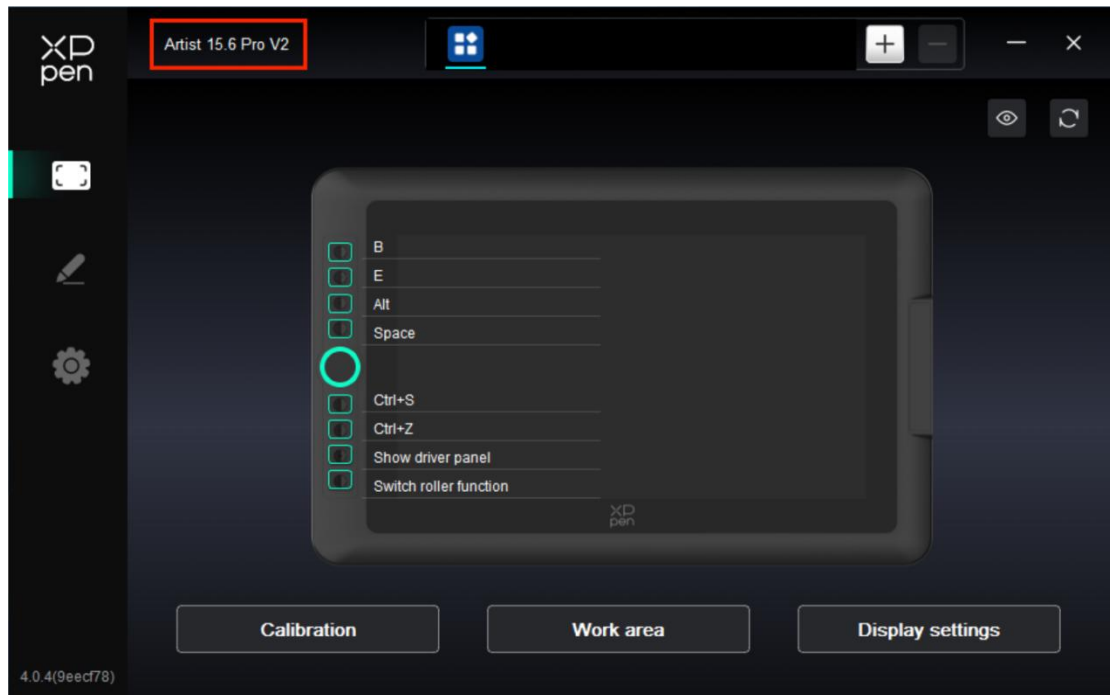 XP
pen
Artist 15.6 Pro V2
B
E
Alt
Space
Ctrl+S
Ctrl+Z
Show driver panel
Switch roller function
XP
pen
Calibration
Work area
Display settings
4.0.4(9eecf78)